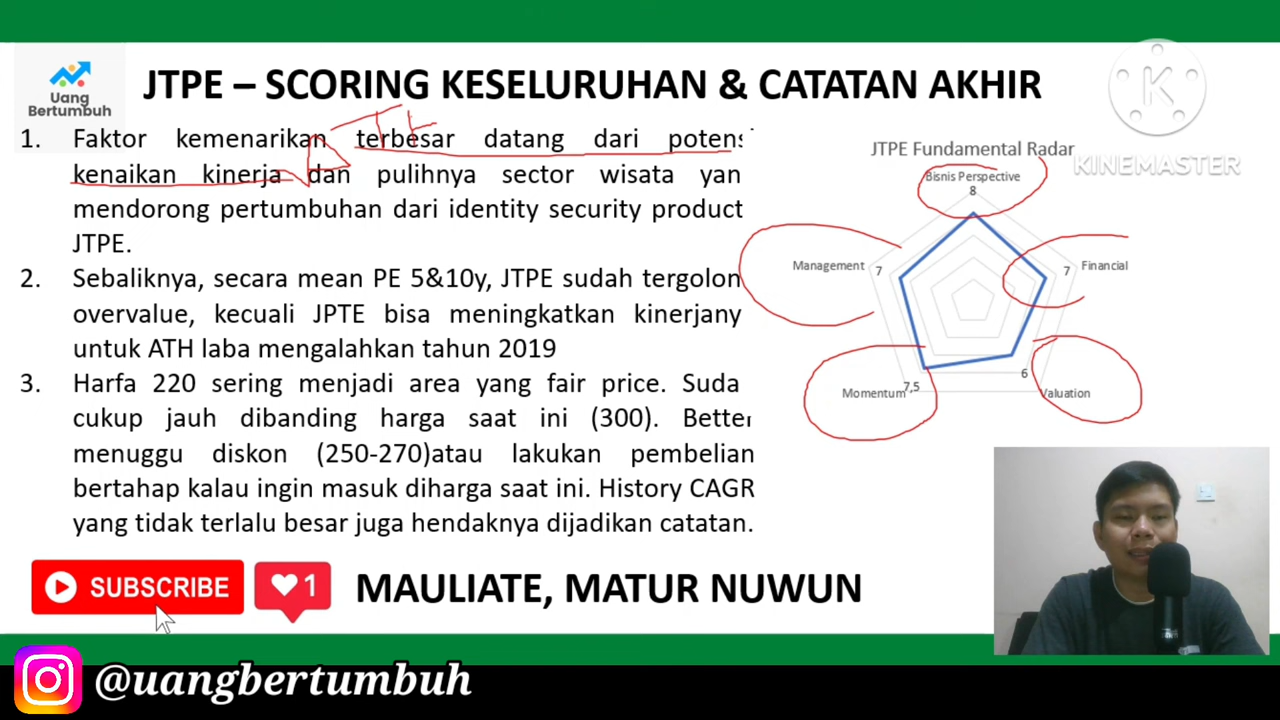 Uang
Bertumbuh
JTPE – SCORING KESELURUHAN & CATATAN AKHIR
KINEMASTER
1. Faktor kemenarikan terbesar datang dari potens
kenaikan kinerja dan pulihnya sector wisata yan
mendorong pertumbuhan dari identity security product
JTPE.
2. Sebaliknya, secara mean PE 5&10y, JTPE sudah tergolon
overvalue, kecuali JPTE bisa meningkatkan kinerjany
untuk ATH laba mengalahkan tahun 2019
3. Harfa 220 sering menjadi area yang fair price. Suda
cukup jauh dibanding harga saat ini (300). Better
menuggu diskon (250-270)atau lakukan pembelian
bertahap kalau ingin masuk diharga saat ini. History CAGR
yang tidak terlalu besar juga hendaknya dijadikan catatan.
JTPE Fundamental Radar
Bisnis Perspective
8
Management 7
7 Financial
6
Valuation
Momentum 7,5
SUBSCRIBE
1
MAULIATE, MATUR NUWUN
@uangbertumbuh